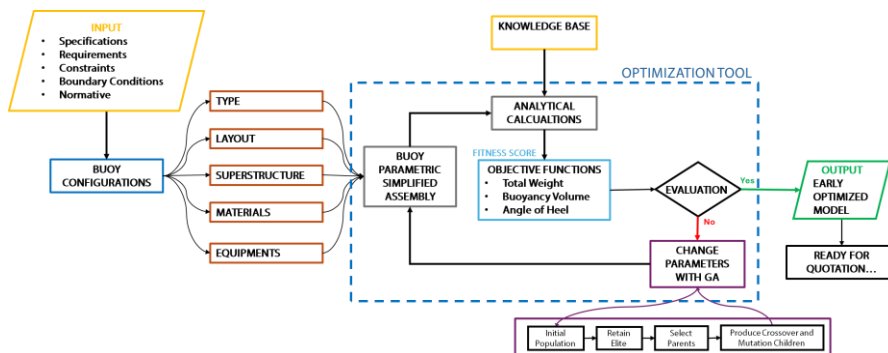 INPUT
• Specifications
• Requirements
• Constraints
• Boundary Conditions
• Normative
BUOY
CONFIGURATIONS
TYPE
LAYOUT
SUPERSTRUCTURE
MATERIALS
EQUIPMENTS
BUOY
PARAMETRIC
SIMPLIFIED
ASSEMBLY
KNOWLEDGE BASE
OPTIMIZATION TOOL
ANALYTICAL
CALCUALTIONS
FITNESS SCORE
OBJECTIVE FUNCTIONS
• Total Weight
• Buoyancy Volume
• Angle of Heel
EVALUATION
Yes
No
CHANGE
PARAMETERS
WITH GA
OUTPUT
EARLY
OPTIMIZED
MODEL
READY FOR
QUOTATION...
Initial
Population
Retain
Elite
Select
Parents
Produce Crossover and
Mutation Children